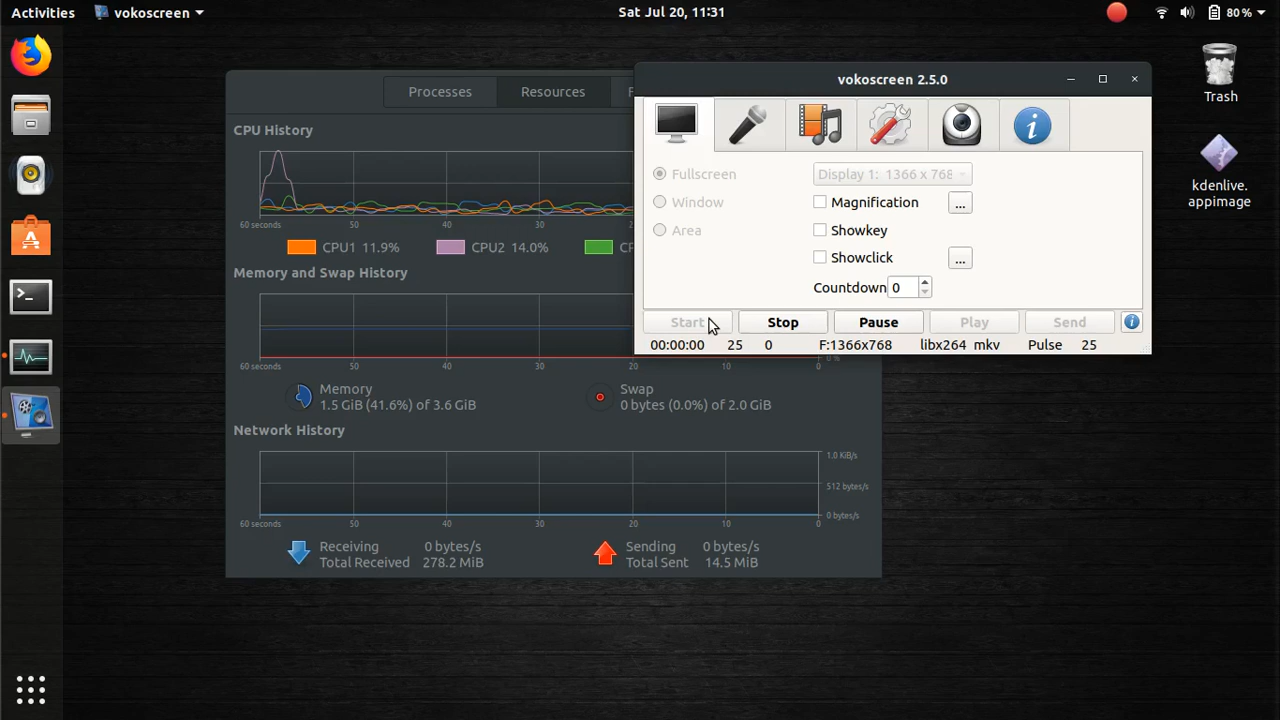 Activities
vokoscreen
Sat Jul 20, 11:31
80 %
Trash
kdenlive.
appimage
Processes
Resources
F
CPU History
60 seconds
50
40
30
20
CPU1 11.9%
CPU2 14.0%
CP
Memory and Swap History
60 seconds
50
40
30
20
10
0
0 %
Memory
1.5 GiB (41.6%) of 3.6 GiB
Swap
0 bytes (0.0%) of 2.0 GiB
Network History
1.0 KiB/s
512 bytes/s
0 bytes/s
60 seconds
50
40
30
20
10
0
Receiving
0 bytes/s
Total Received
278.2 MiB
Sending
0 bytes/s
Total Sent
14.5 MiB
vokoscreen 2.5.0
Fullscreen
Display 1: 1366 x 768
Window
Magnification
...
Area
Showkey
Showclick
...
Countdown
0
Start
Stop
Pause
Play
Send
00:00:00
25
0
F:1366x768
libx264
mkv
Pulse
25